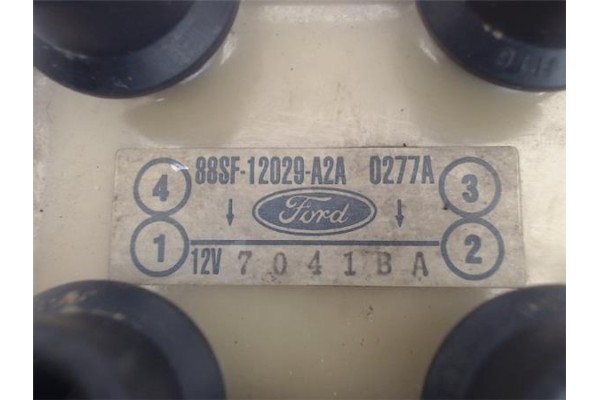 4 88SF-12029-A2A 0277A 3
↓ Ford ↓
1 12V 7041BA 2